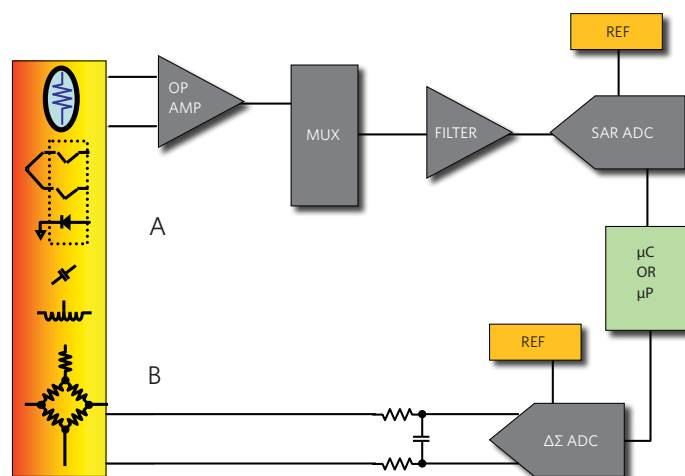 REF
OP
AMP
MUX
FILTER
SAR ADC
A
µC
OR
µP
REF
B
ΔΣ ADC